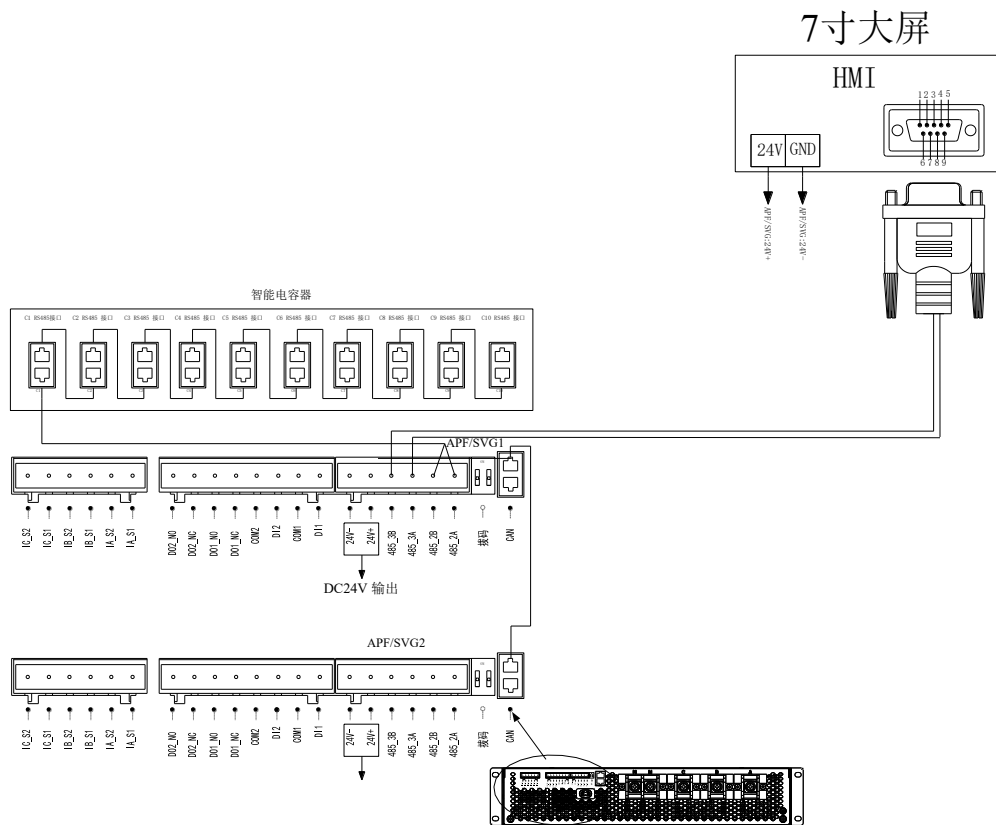 7寸大屏
HMI
1 2 3 4 5
6 7 8 9
24V GND
APF/SVG:24V+
APF/SVG:24V-
智能电容器
C1 RS485接口 C2 RS485 接口 C3 RS485 接口 C4 RS485 接口 C5 RS485 接口 C6 RS485 接口 C7 RS485 接口 C8 RS485 接口 C9 RS485 接口 C10 RS485 接口
APF/SVG1
IC_S2 IC_S1 IB_S2 IB_S1 IA_S2 IA_S1 DO2_NO DO2_NC DO1_NO DO1_NC COM2 DI2 COM1 DI1 24V- 24V+ 485_3B 485_3A 485_2B 485_2A 拨码 CAN
DC24V 输出
APF/SVG2
IC_S2 IC_S1 IB_S2 IB_S1 IA_S2 IA_S1 DO2_NO DO2_NC DO1_NO DO1_NC COM2 DI2 COM1 DI1 24V- 24V+ 485_3B 485_3A 485_2B 485_2A 拨码 CAN